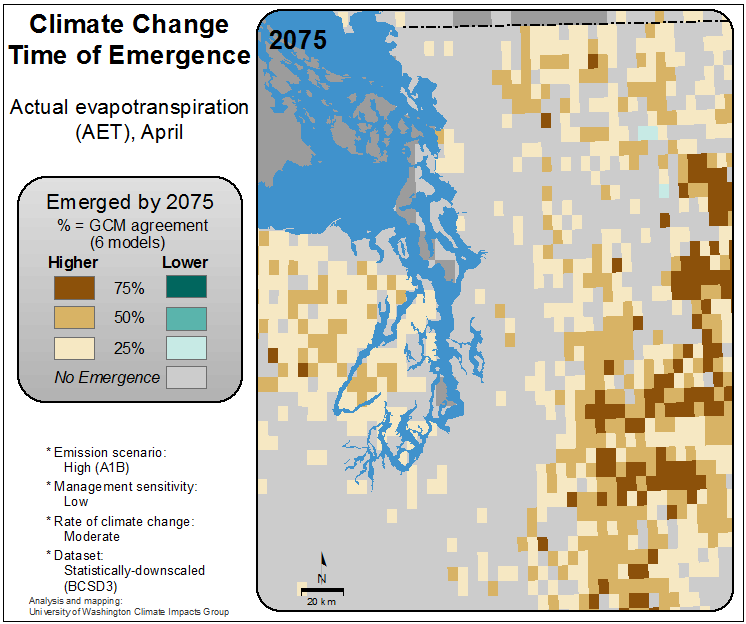 Climate Change
Time of Emergence
Actual evapotranspiration
(AET), April
Emerged by 2075
% = GCM agreement
(6 models)
Higher Lower
75%
50%
25%
No Emergence
* Emission scenario:
High (A1B)
* Management sensitivity:
Low
* Rate of climate change:
Moderate
* Dataset:
Statistically-downscaled
(BCSD3)
Analysis and mapping:
University of Washington Climate Impacts Group
2075
N
20 km